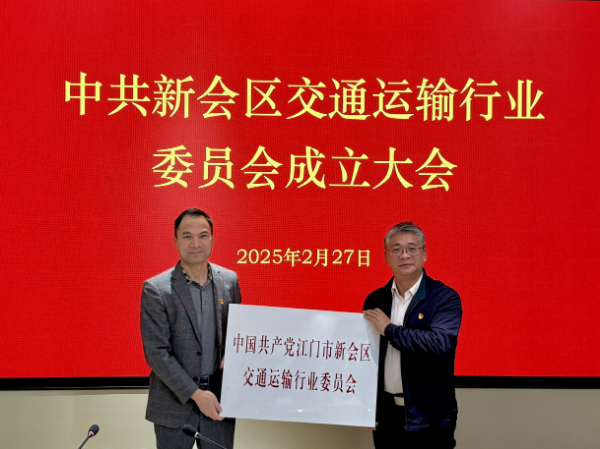 中共新会区交通运输行业
委员会成立大会
2025年2月27日
中国共产党江门市新会区
交通运输行业委员会